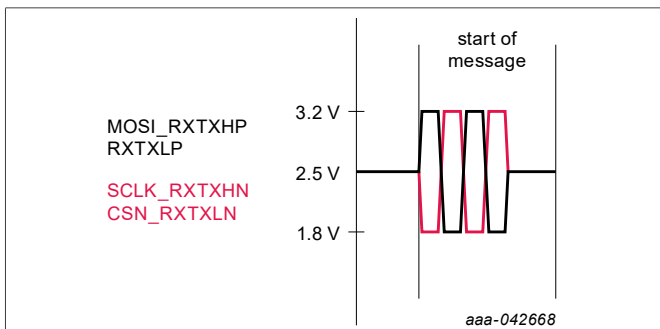 start of
message
3.2 V
MOSI_RXTXHP
RXTXLP
2.5 V
SCLK_RXTXHN
CSN_RXTXLN
1.8 V
aaa-042668